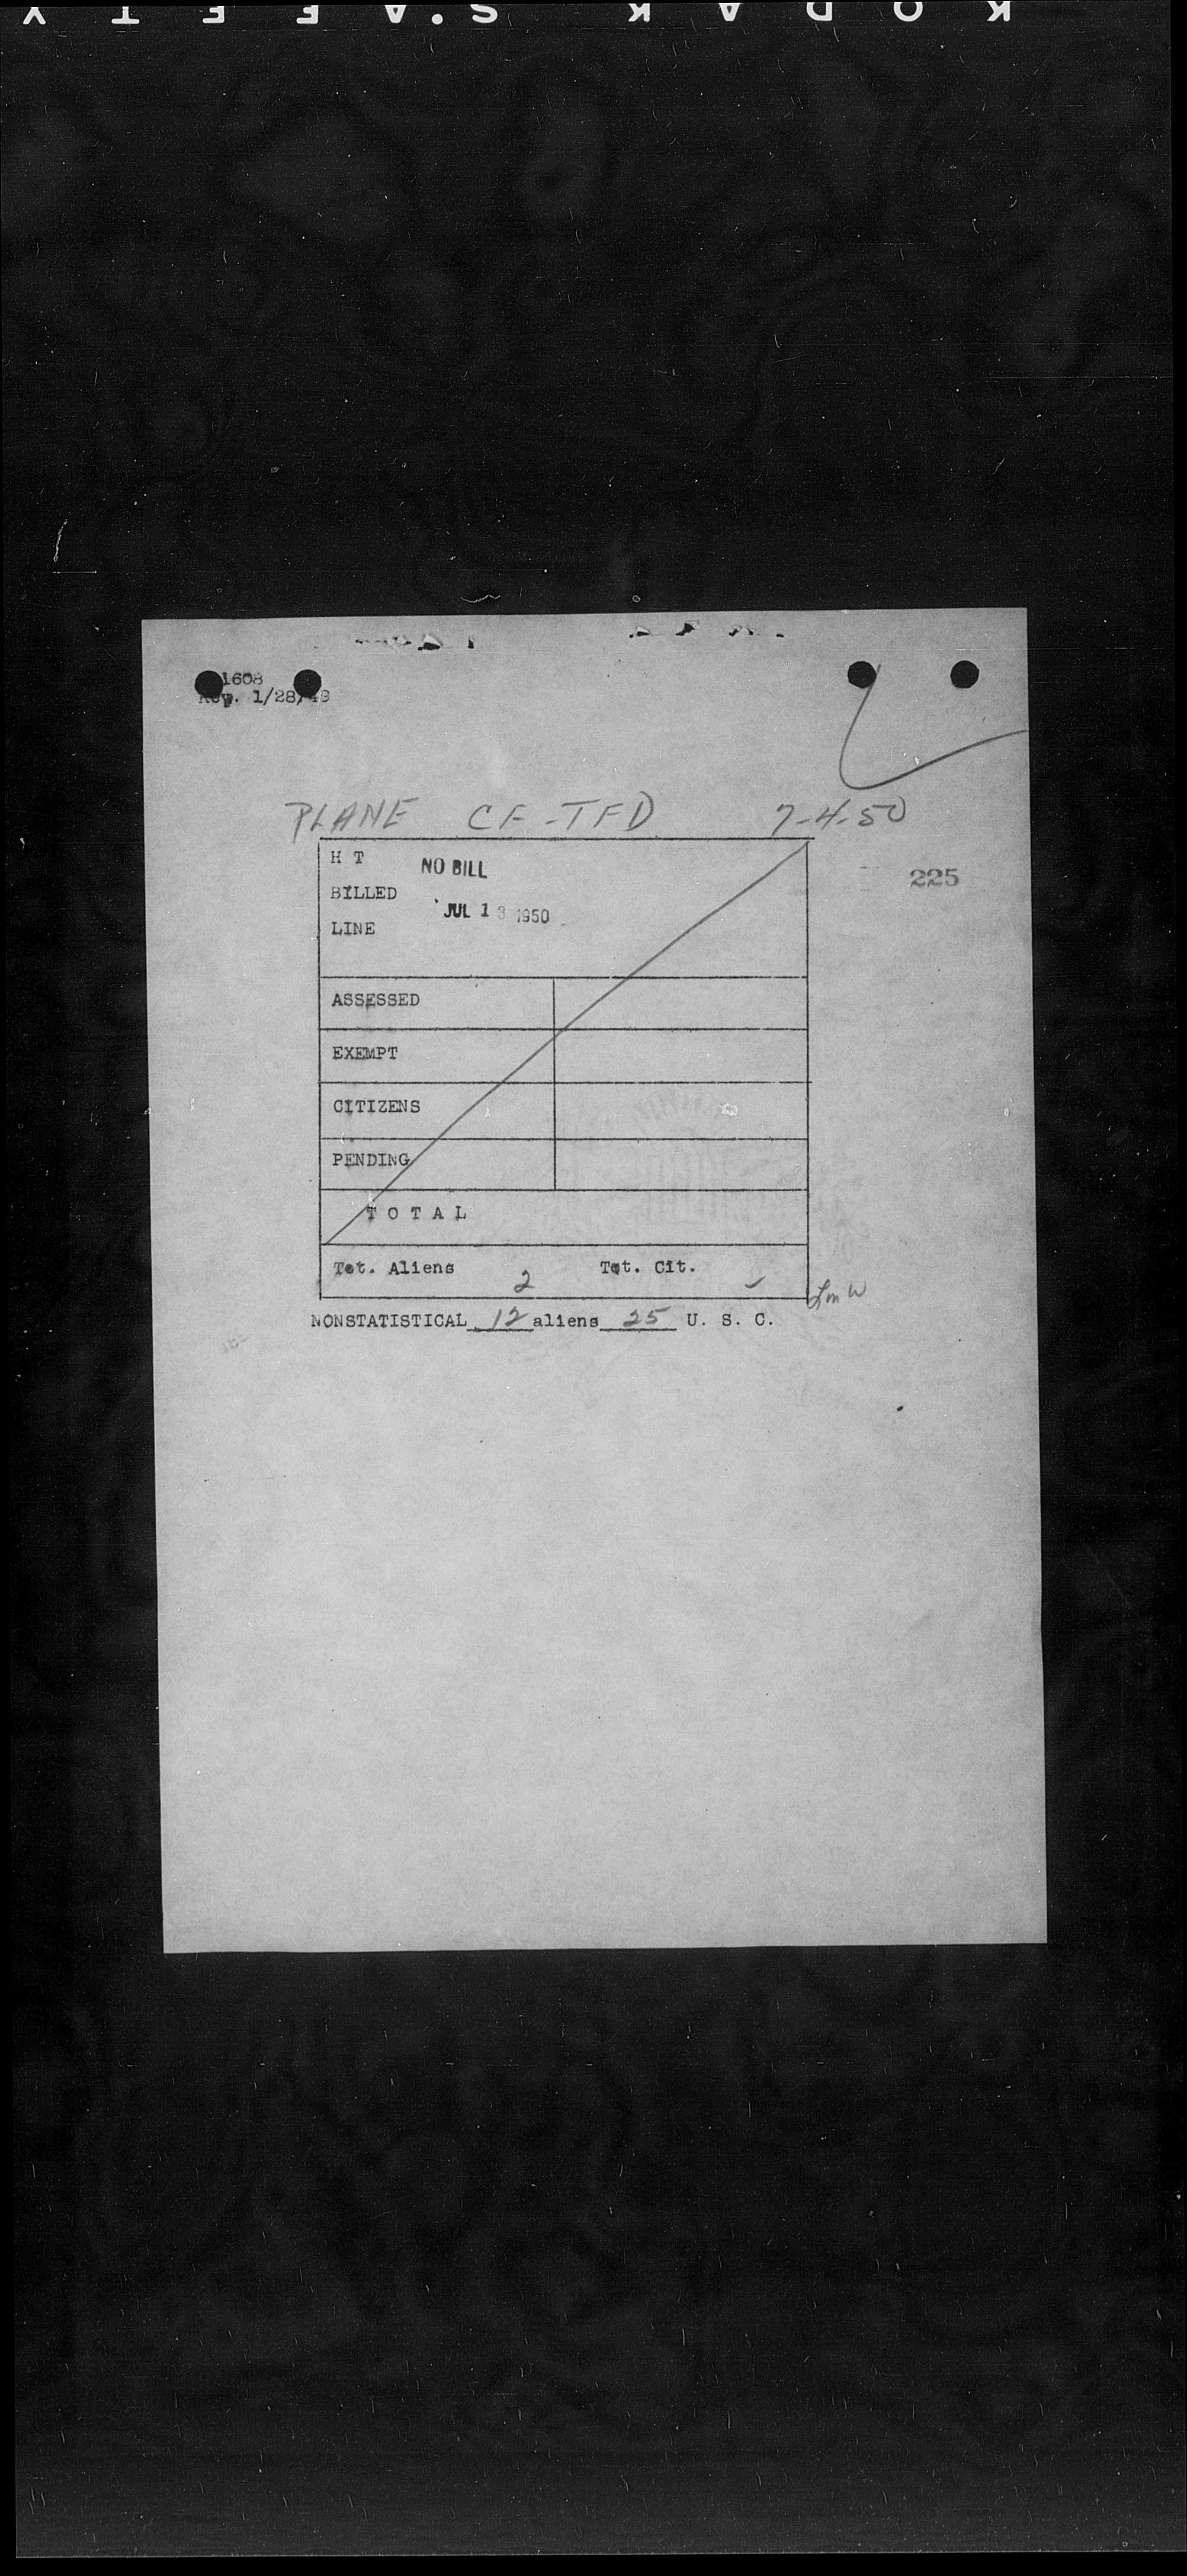 KODAK S.AFETY
1608
Rev. 1/28/49
PLANE CF-TFD 7-4-50
H T NO BILL
225
BILLED
JUL 13 1950
LINE
ASSESSED
EXEMPT
CITIZENS
PENDING
TOTAL
Tot. Aliens 2 Tot. Cit. -
NONSTATISTICAL 12 aliens 25 U. S. C.